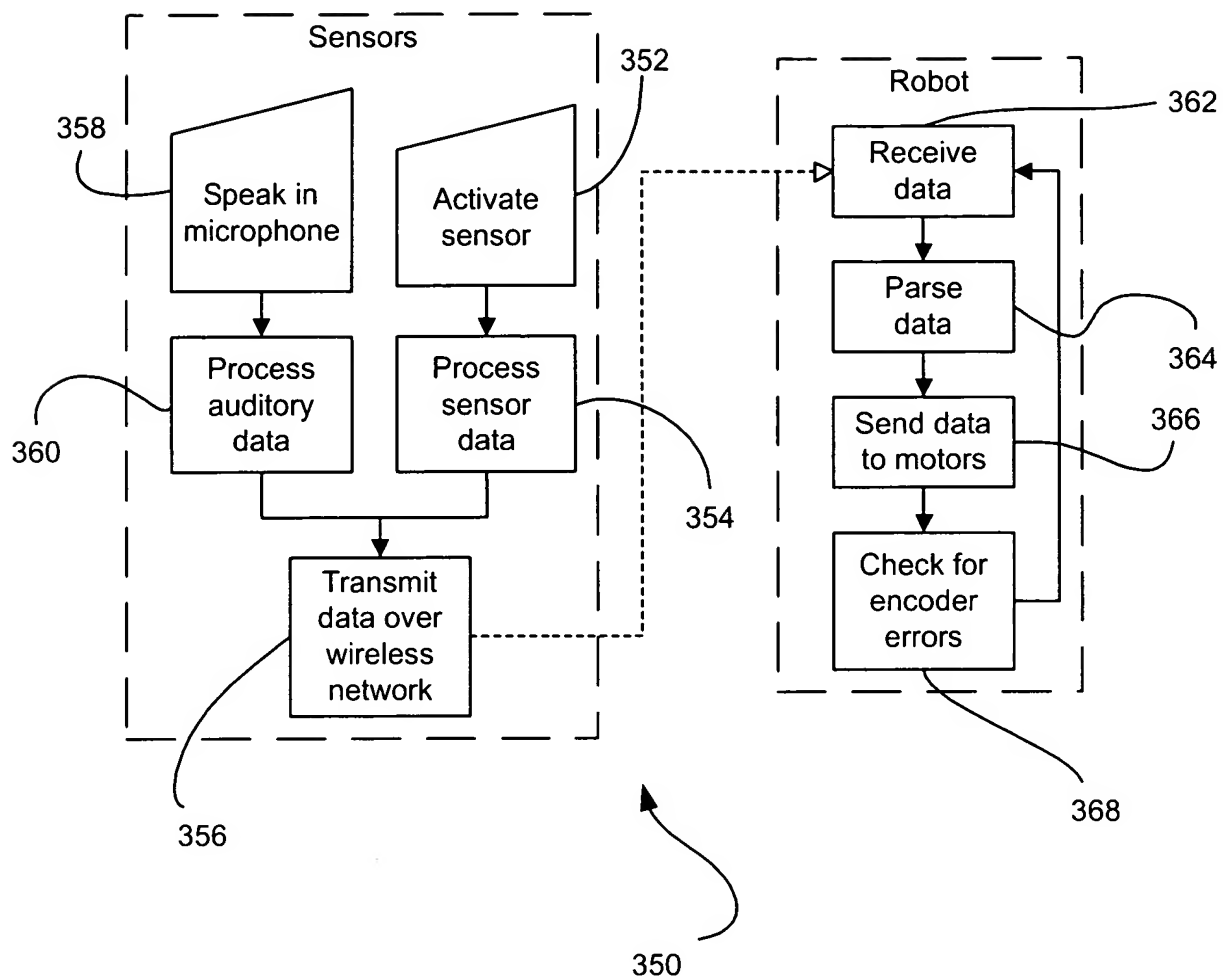 Sensors
352
358
Speak in
microphone
Activate
sensor
Process
auditory
data
360
Process
sensor
data
354
Transmit
data over
wireless
network
356
Robot
362
Receive
data
Parse
data
364
Send data
to motors
366
Check for
encoder
errors
368
350